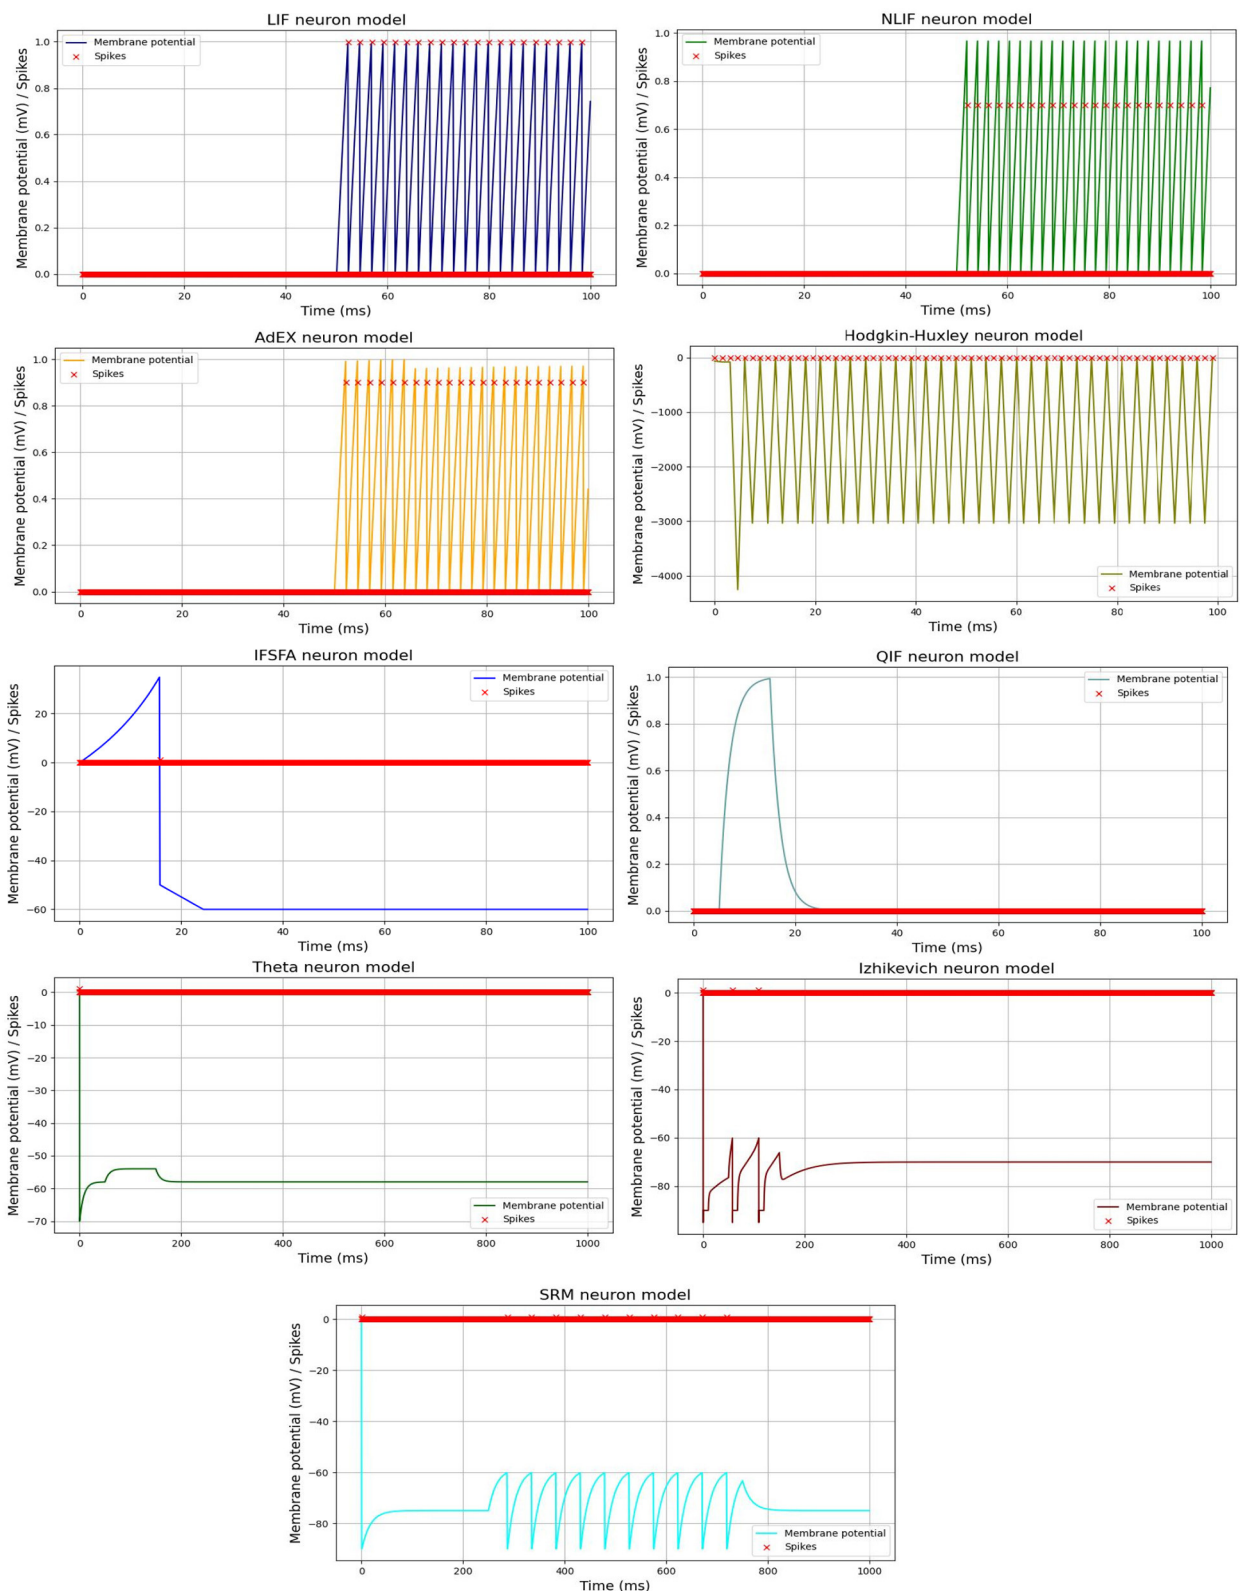 LIF neuron model
Membrane potential (mV) / Spikes
1.0
0.8
0.6
0.4
0.2
0.0
Membrane potential
Spikes
0 20 40 60 80 100
Time (ms)
NLIF neuron model
Membrane potential (mV) / Spikes
1.0
0.8
0.6
0.4
0.2
0.0
Membrane potential
Spikes
0 20 40 60 80 100
Time (ms)
AdEX neuron model
Membrane potential (mV) / Spikes
1.0
0.8
0.6
0.4
0.2
0.0
Membrane potential
Spikes
0 20 40 60 80 100
Time (ms)
Hodgkin-Huxley neuron model
Membrane potential (mV) / Spikes
0
−1000
−2000
−3000
−4000
Membrane potential
Spikes
0 20 40 60 80 100
Time (ms)
IFSFA neuron model
Membrane potential (mV) / Spikes
20
0
−20
−40
−60
Membrane potential
Spikes
0 20 40 60 80 100
Time (ms)
QIF neuron model
Membrane potential (mV) / Spikes
1.0
0.8
0.6
0.4
0.2
0.0
Membrane potential
Spikes
0 20 40 60 80 100
Time (ms)
Theta neuron model
Membrane potential (mV) / Spikes
0
−10
−20
−30
−40
−50
−60
−70
Membrane potential
Spikes
0 200 400 600 800 1000
Time (ms)
Izhikevich neuron model
Membrane potential (mV) / Spikes
0
−20
−40
−60
−80
Membrane potential
Spikes
0 200 400 600 800 1000
Time (ms)
SRM neuron model
Membrane potential (mV) / Spikes
0
−20
−40
−60
−80
Membrane potential
Spikes
0 200 400 600 800 1000
Time (ms)